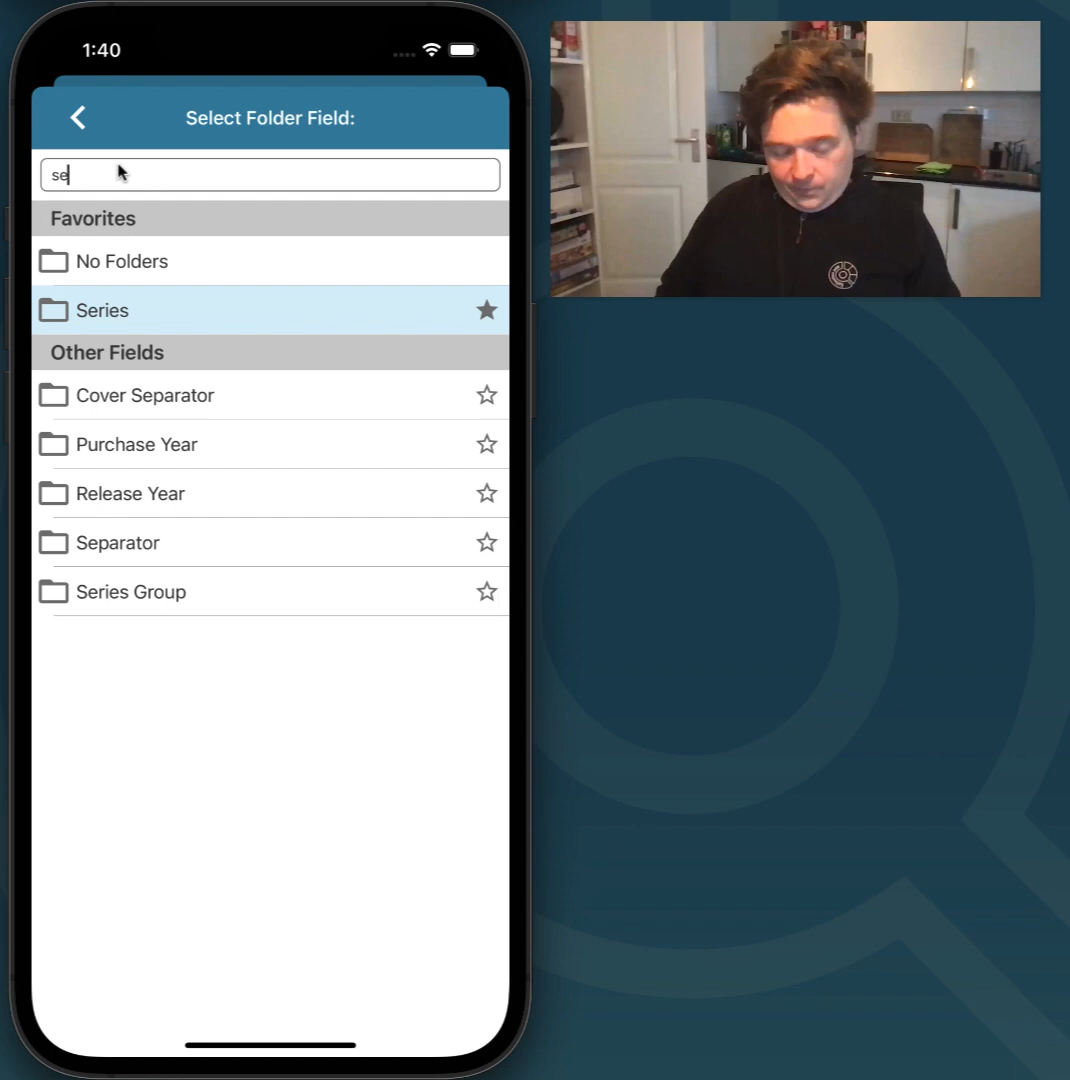 1:40
Select Folder Field:
se
Favorites
No Folders
Series
Other Fields
Cover Separator
Purchase Year
Release Year
Separator
Series Group